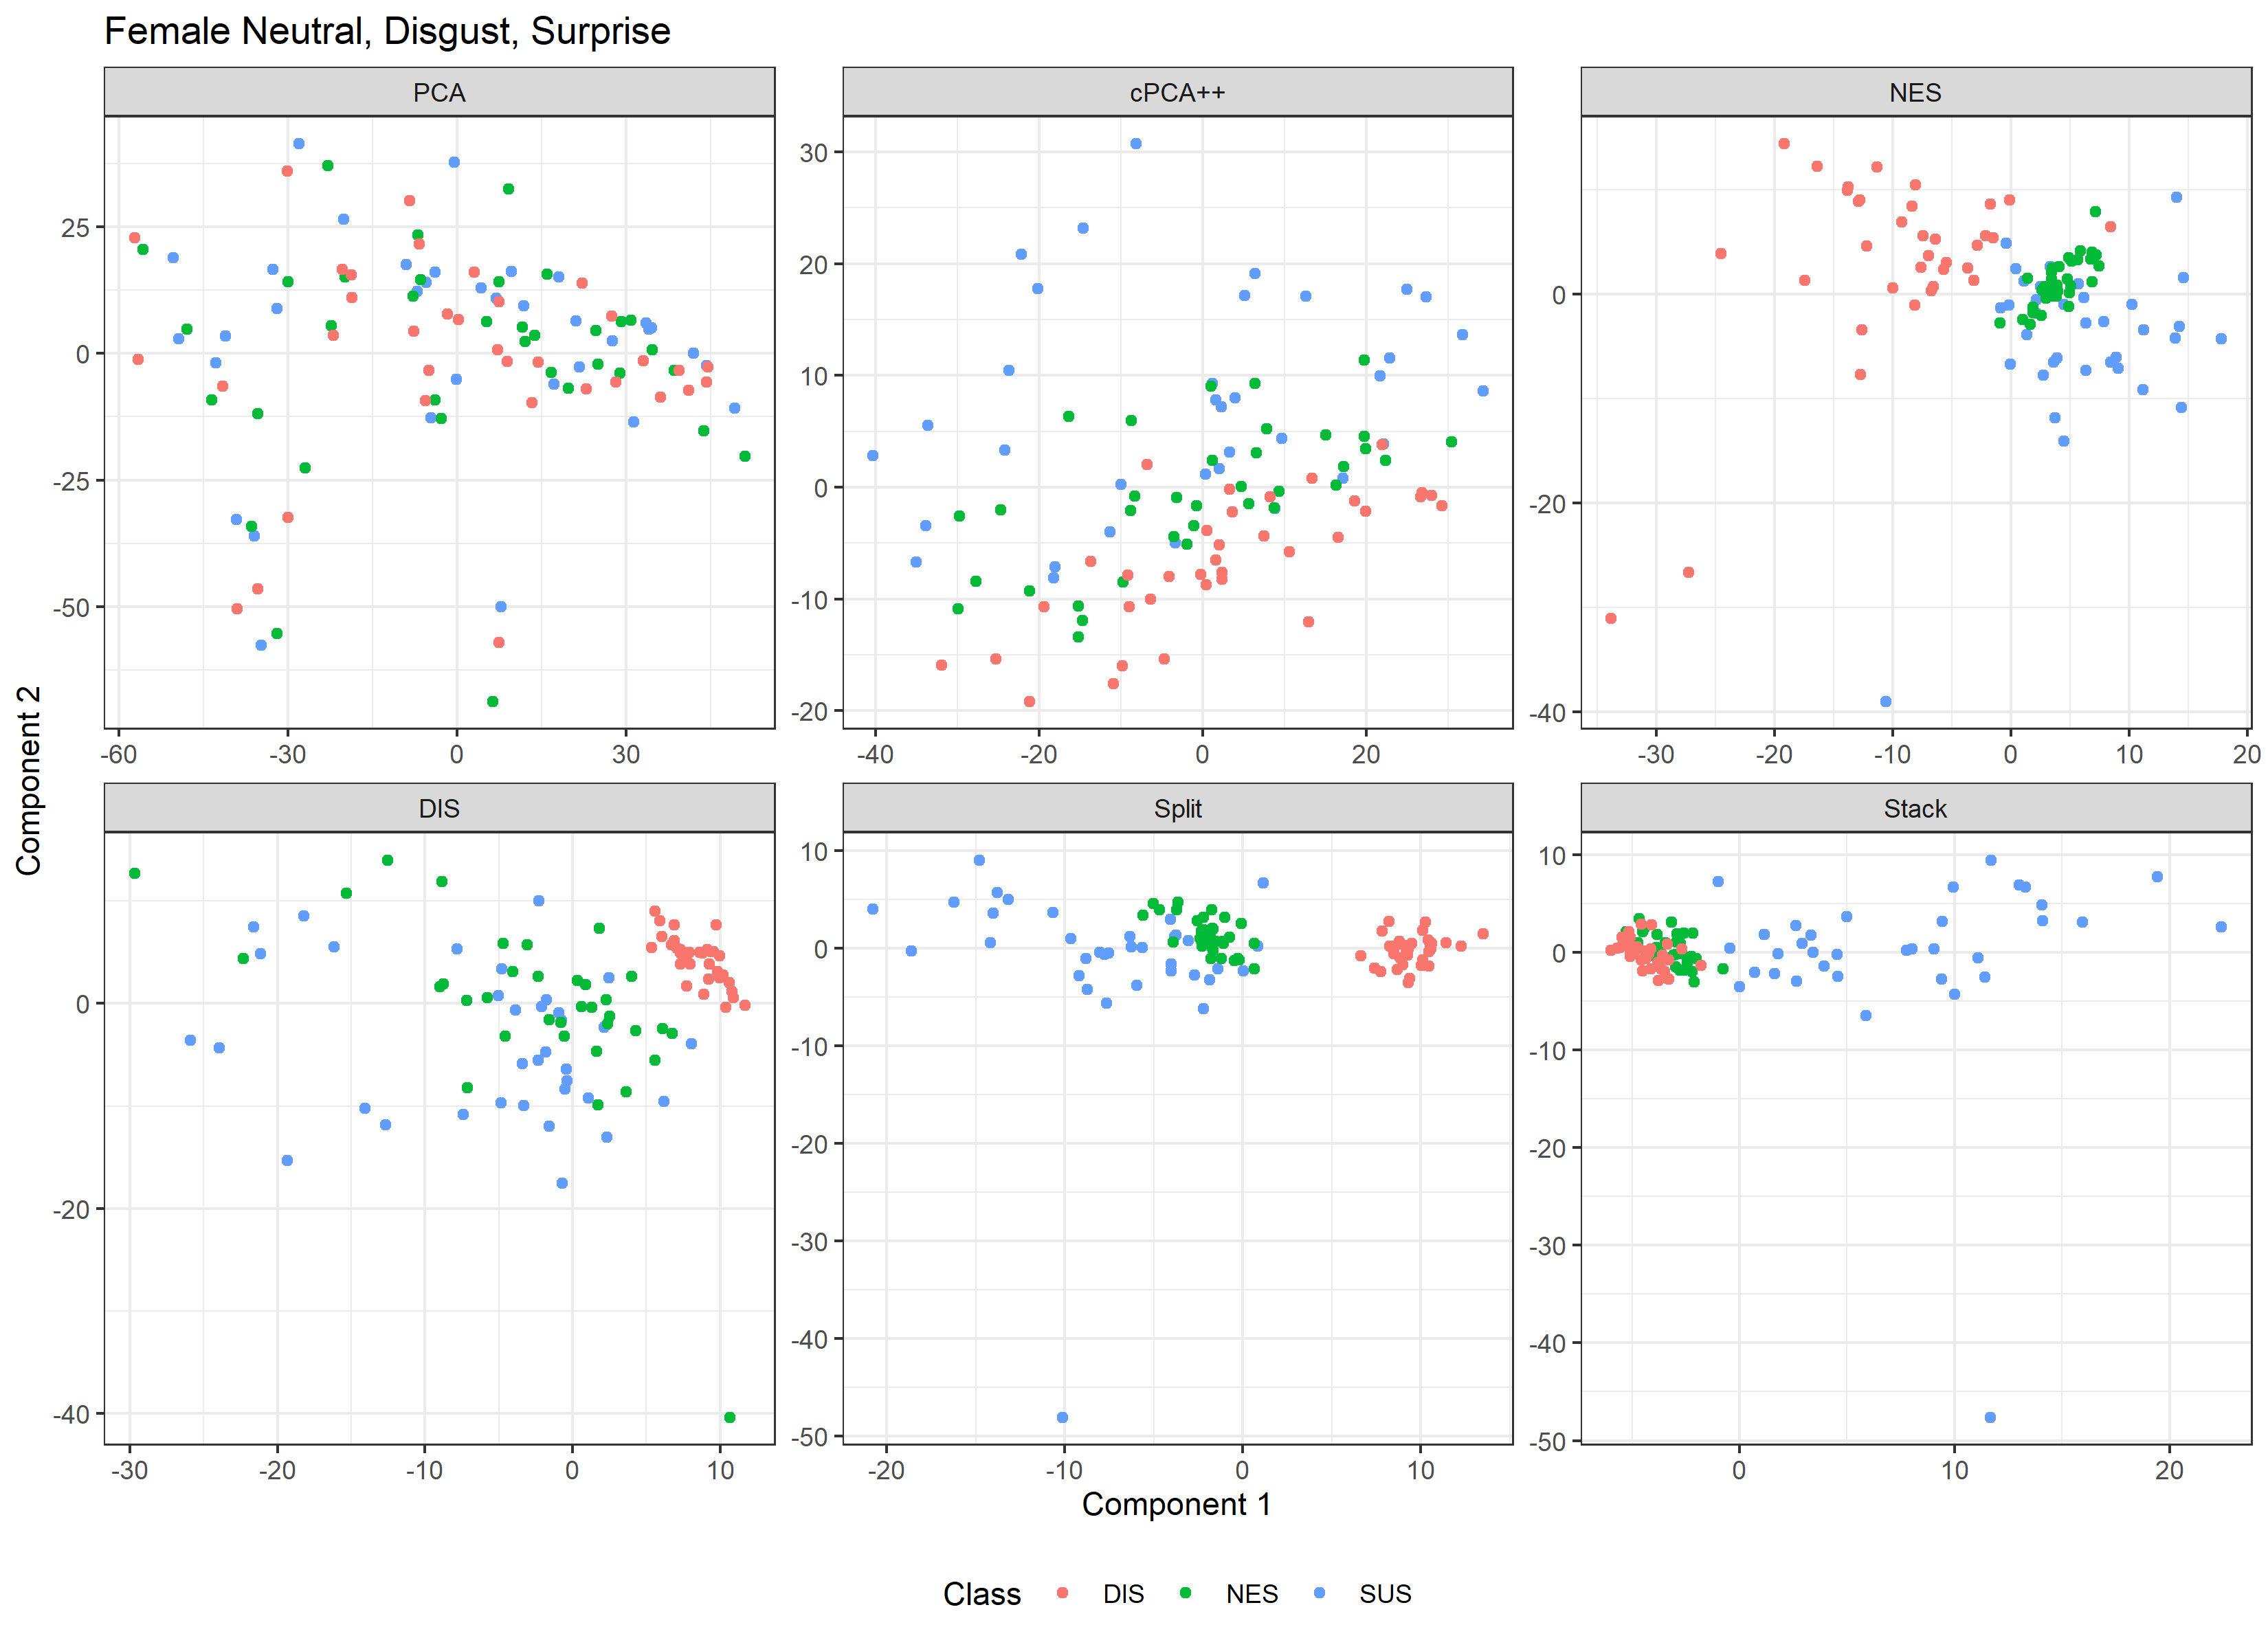 Female Neutral, Disgust, Surprise
PCA
cPCA++
NES
25
0
-25
-50
-60 -30 0 30
30
20
10
0
-10
-20
-40 -20 0 20
0
-20
-40
-30 -20 -10 0 10 20
Component 2
DIS
Split
Stack
0
-20
-40
-30 -20 -10 0 10
10
0
-10
-20
-30
-40
-50
-20 -10 0 10
10
0
-10
-20
-30
-40
-50
0 10 20
Component 1
Class DIS NES SUS